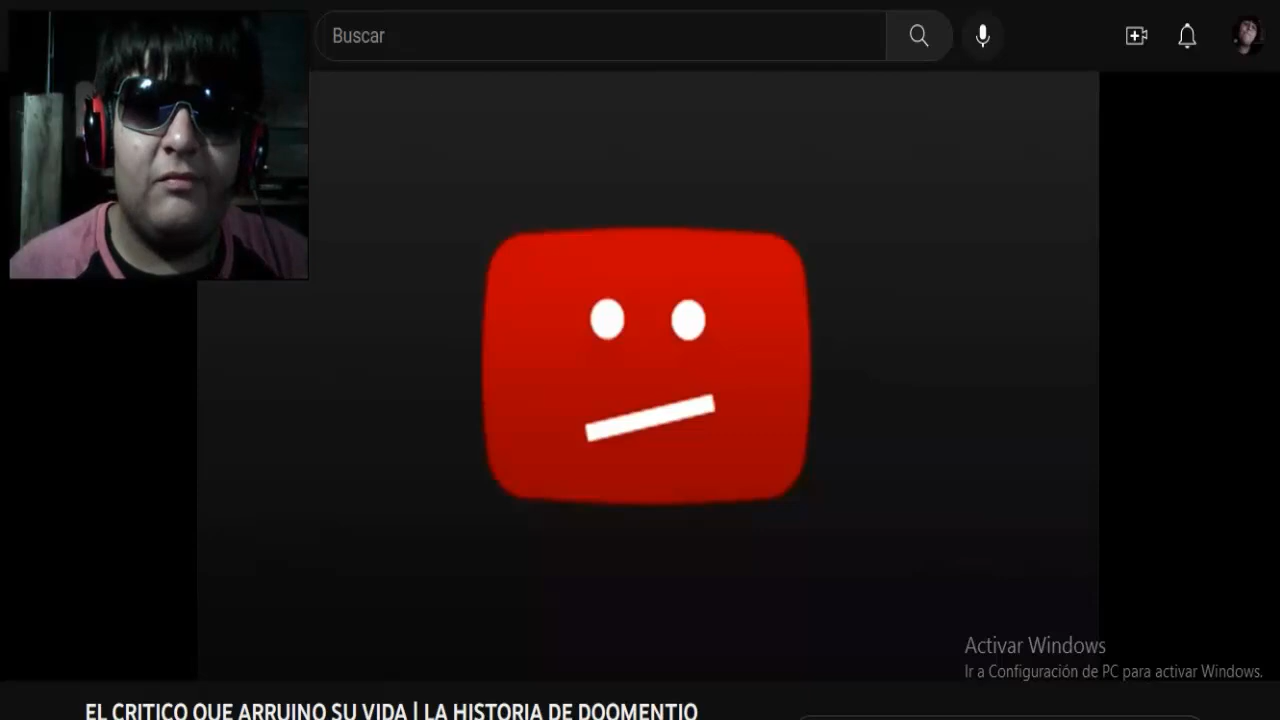 Buscar
Activar Windows
Ir a Configuración de PC para activar Windows.
EL CRITICO QUE ARRUINO SU VIDA | LA HISTORIA DE DOOMENTIO